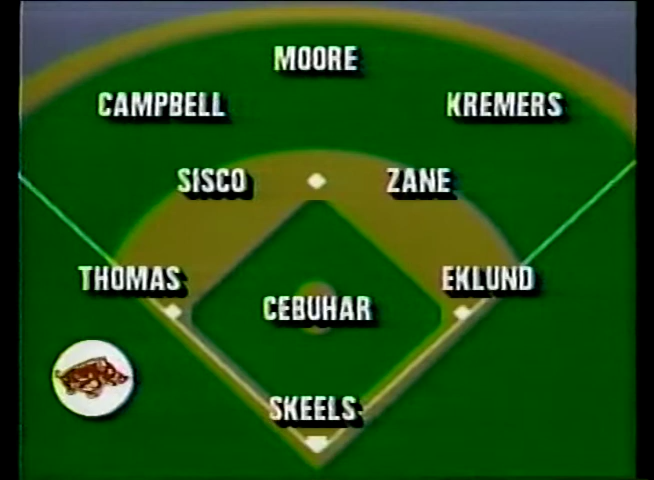 MOORE
CAMPBELL
KREMERS
SISCO
ZANE
THOMAS
EKLUND
CEBUHAR
SKEELS